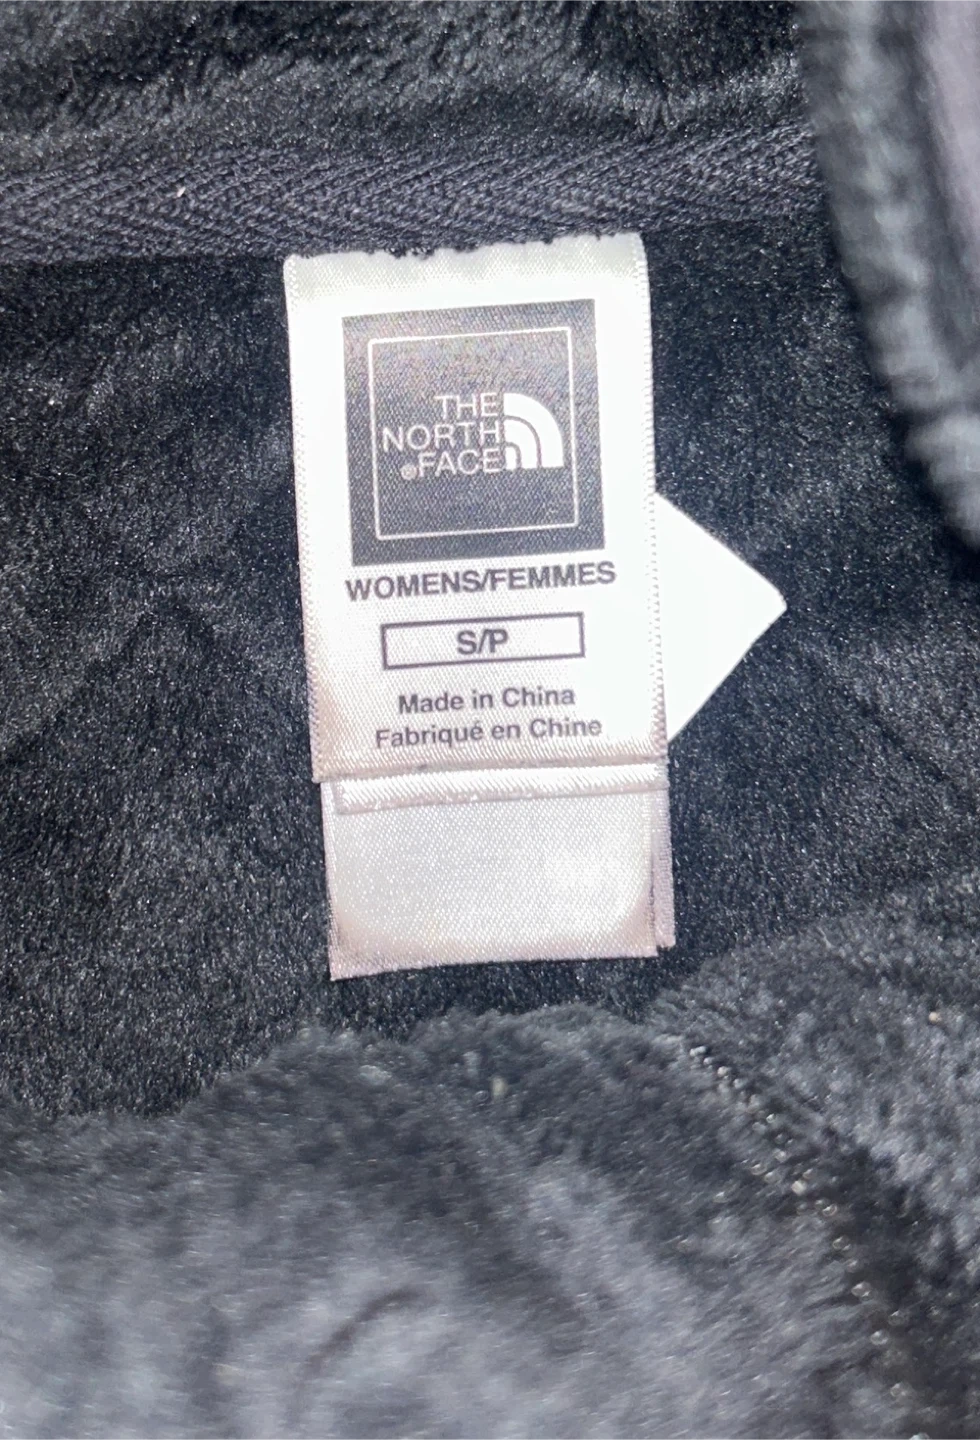 THE
NORTH
FACE
WOMENS/FEMMES
S/P
Made in China
Fabriqué en Chine